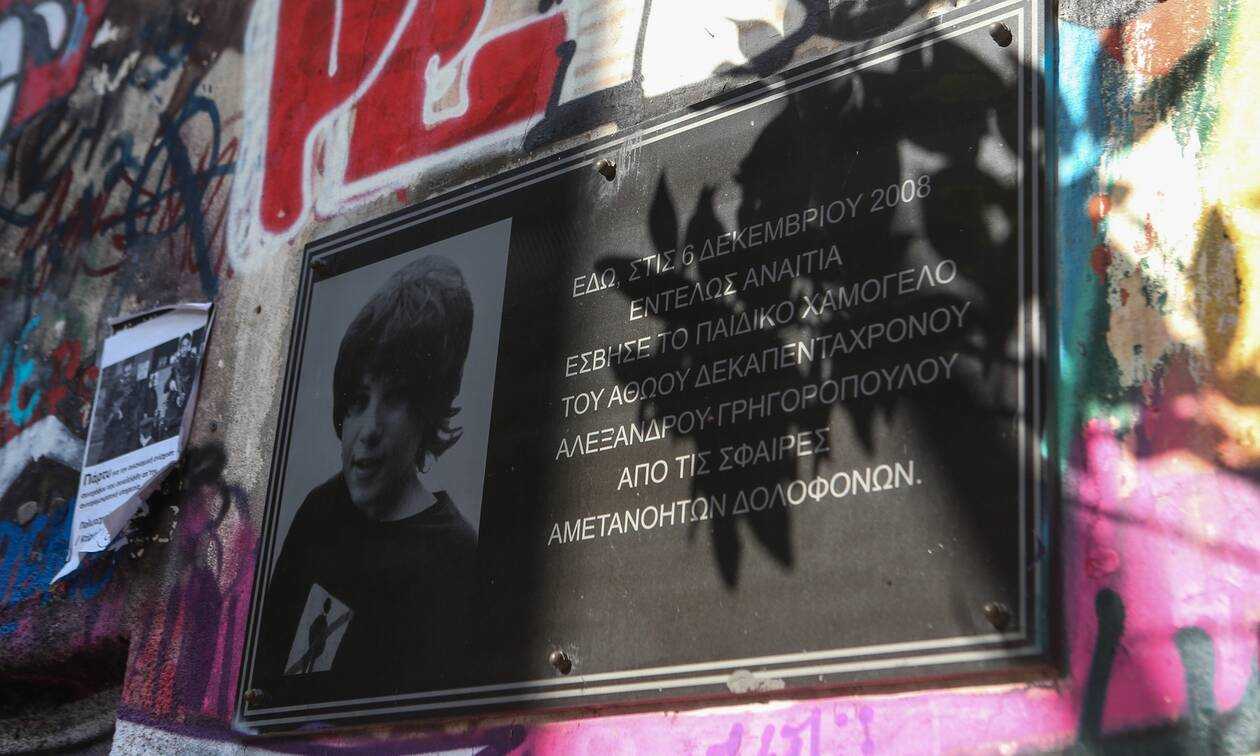 ΕΔΩ, ΣΤΙΣ 6 ΔΕΚΕΜΒΡΙΟΥ 2008
ΕΝΤΕΛΩΣ ΑΝΑΙΤΙΑ
ΕΣΒΗΣΕ ΤΟ ΠΑΙΔΙΚΟ ΧΑΜΟΓΕΛΟ
ΤΟΥ ΑΘΩΟΥ ΔΕΚΑΠΕΝΤΑΧΡΟΝΟΥ
ΑΛΕΞΑΝΔΡΟΥ-ΓΡΗΓΟΡΟΠΟΥΛΟΥ
ΑΠΟ ΤΙΣ ΣΦΑΙΡΕΣ
ΑΜΕΤΑΝΟΗΤΩΝ ΔΟΛΟΦΟΝΩΝ.
Πάρτυ